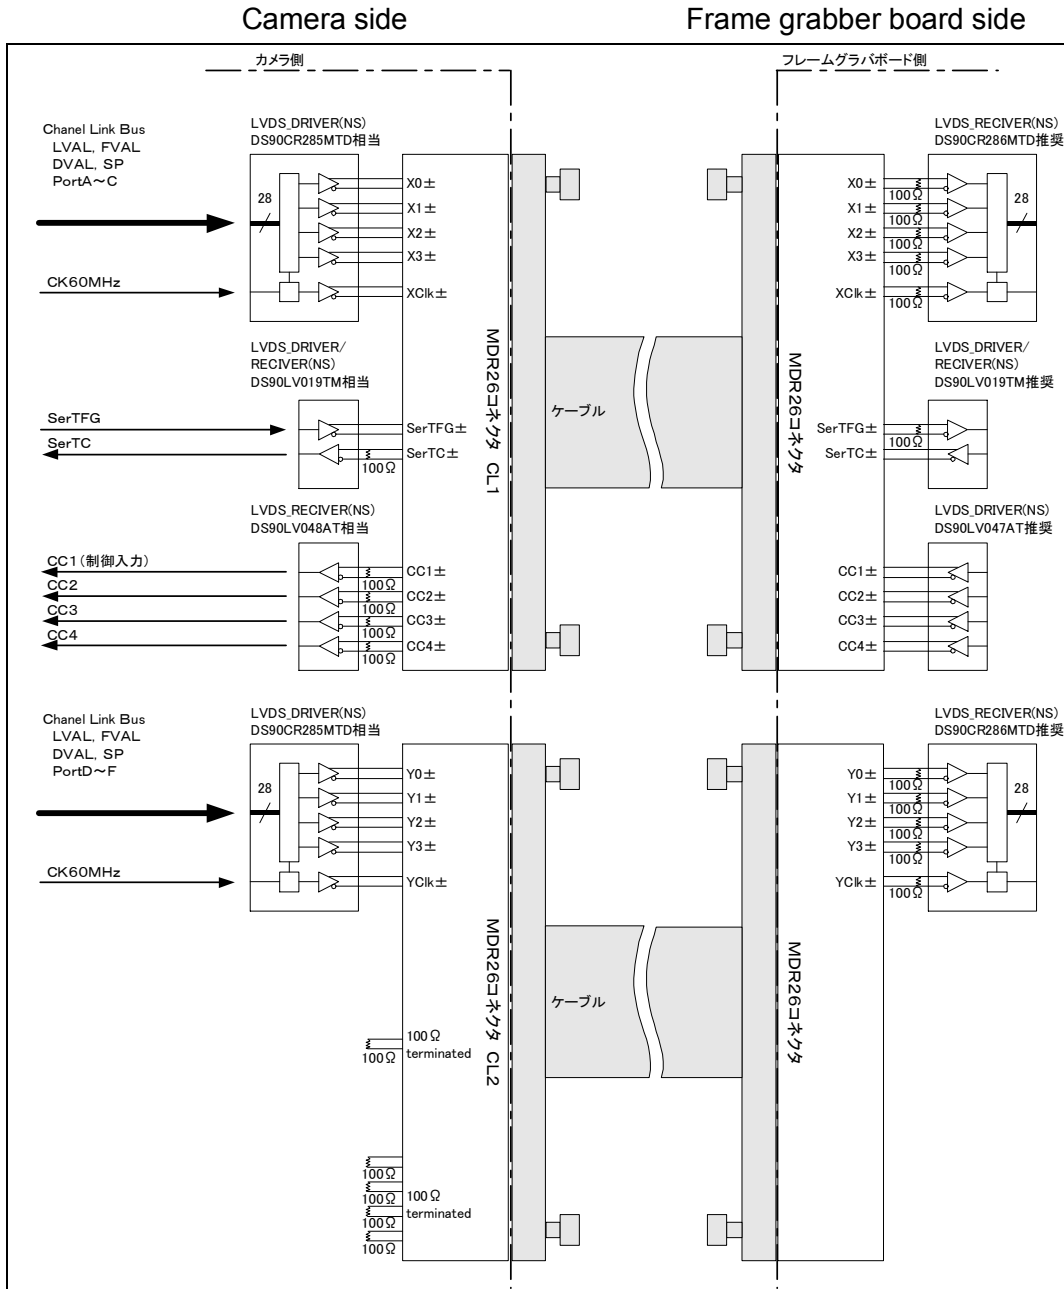 Camera side
Frame grabber board side
カメラ側
フレームグラバボード側
Chanel Link Bus
LVAL, FVAL
DVAL, SP
PortA～C
LVDS_DRIVER(NS)
DS90CR285MTD相当
28
X0±
X1±
X2±
X3±
XClk±
CK60MHz
LVDS_DRIVER/
RECIVER(NS)
DS90LV019TM相当
SerTFG
SerTC
SerTFG±
SerTC±
100Ω
LVDS_RECIVER(NS)
DS90LV048AT相当
CC1（制御入力）
CC2
CC3
CC4
100Ω
100Ω
100Ω
100Ω
CC1±
CC2±
CC3±
CC4±
MDR26コネクタ CL1
ケーブル
MDR26コネクタ
LVDS_RECIVER(NS)
DS90CR286MTD推奨
X0±
X1±
X2±
X3±
XClk±
100Ω
100Ω
100Ω
100Ω
100Ω
28
LVDS_DRIVER/
RECIVER(NS)
DS90LV019TM推奨
SerTFG±
SerTC±
100Ω
LVDS_DRIVER(NS)
DS90LV047AT推奨
CC1±
CC2±
CC3±
CC4±
Chanel Link Bus
LVAL, FVAL
DVAL, SP
PortD～F
LVDS_DRIVER(NS)
DS90CR285MTD相当
28
Y0±
Y1±
Y2±
Y3±
YClk±
CK60MHz
100Ω
100Ω
terminated
100Ω
100Ω
100Ω
100Ω
100Ω
terminated
MDR26コネクタ CL2
ケーブル
MDR26コネクタ
LVDS_RECIVER(NS)
DS90CR286MTD推奨
Y0±
Y1±
Y2±
Y3±
YClk±
100Ω
100Ω
100Ω
100Ω
100Ω
28